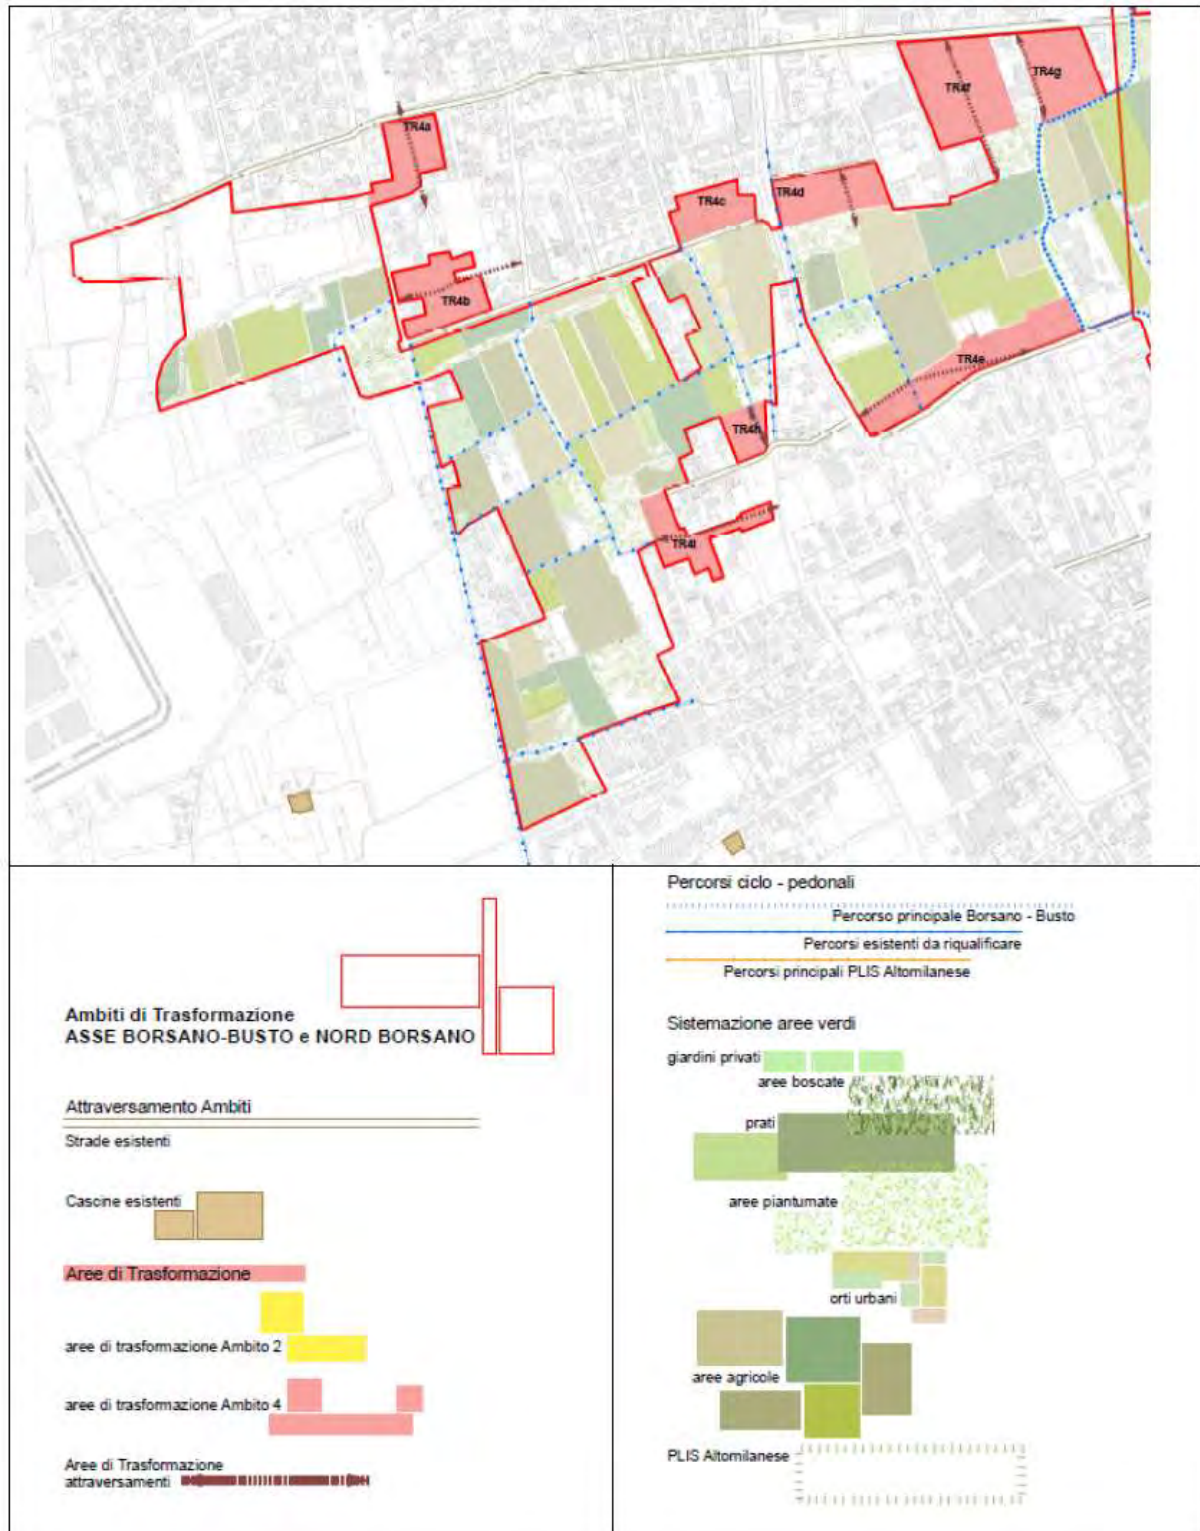 TR4a
TR4f
TR4g
TR4c
TR4d
TR4b
TR4e
TR4h
TR4i
Ambiti di Trasformazione
ASSE BORSANO-BUSTO e NORD BORSANO
Attraversamento Ambiti
Strade esistenti
Cascine esistenti
Aree di Trasformazione
aree di trasformazione Ambito 2
aree di trasformazione Ambito 4
Aree di Trasformazione
attraversamenti
Percorsi ciclo - pedonali
Percorso principale Borsano - Busto
Percorsi esistenti da riqualificare
Percorsi principali PLIS Altomilanese
Sistemazione aree verdi
giardini privati
aree boscate
prati
aree piantumate
orti urbani
aree agricole
PLIS Altomilanese